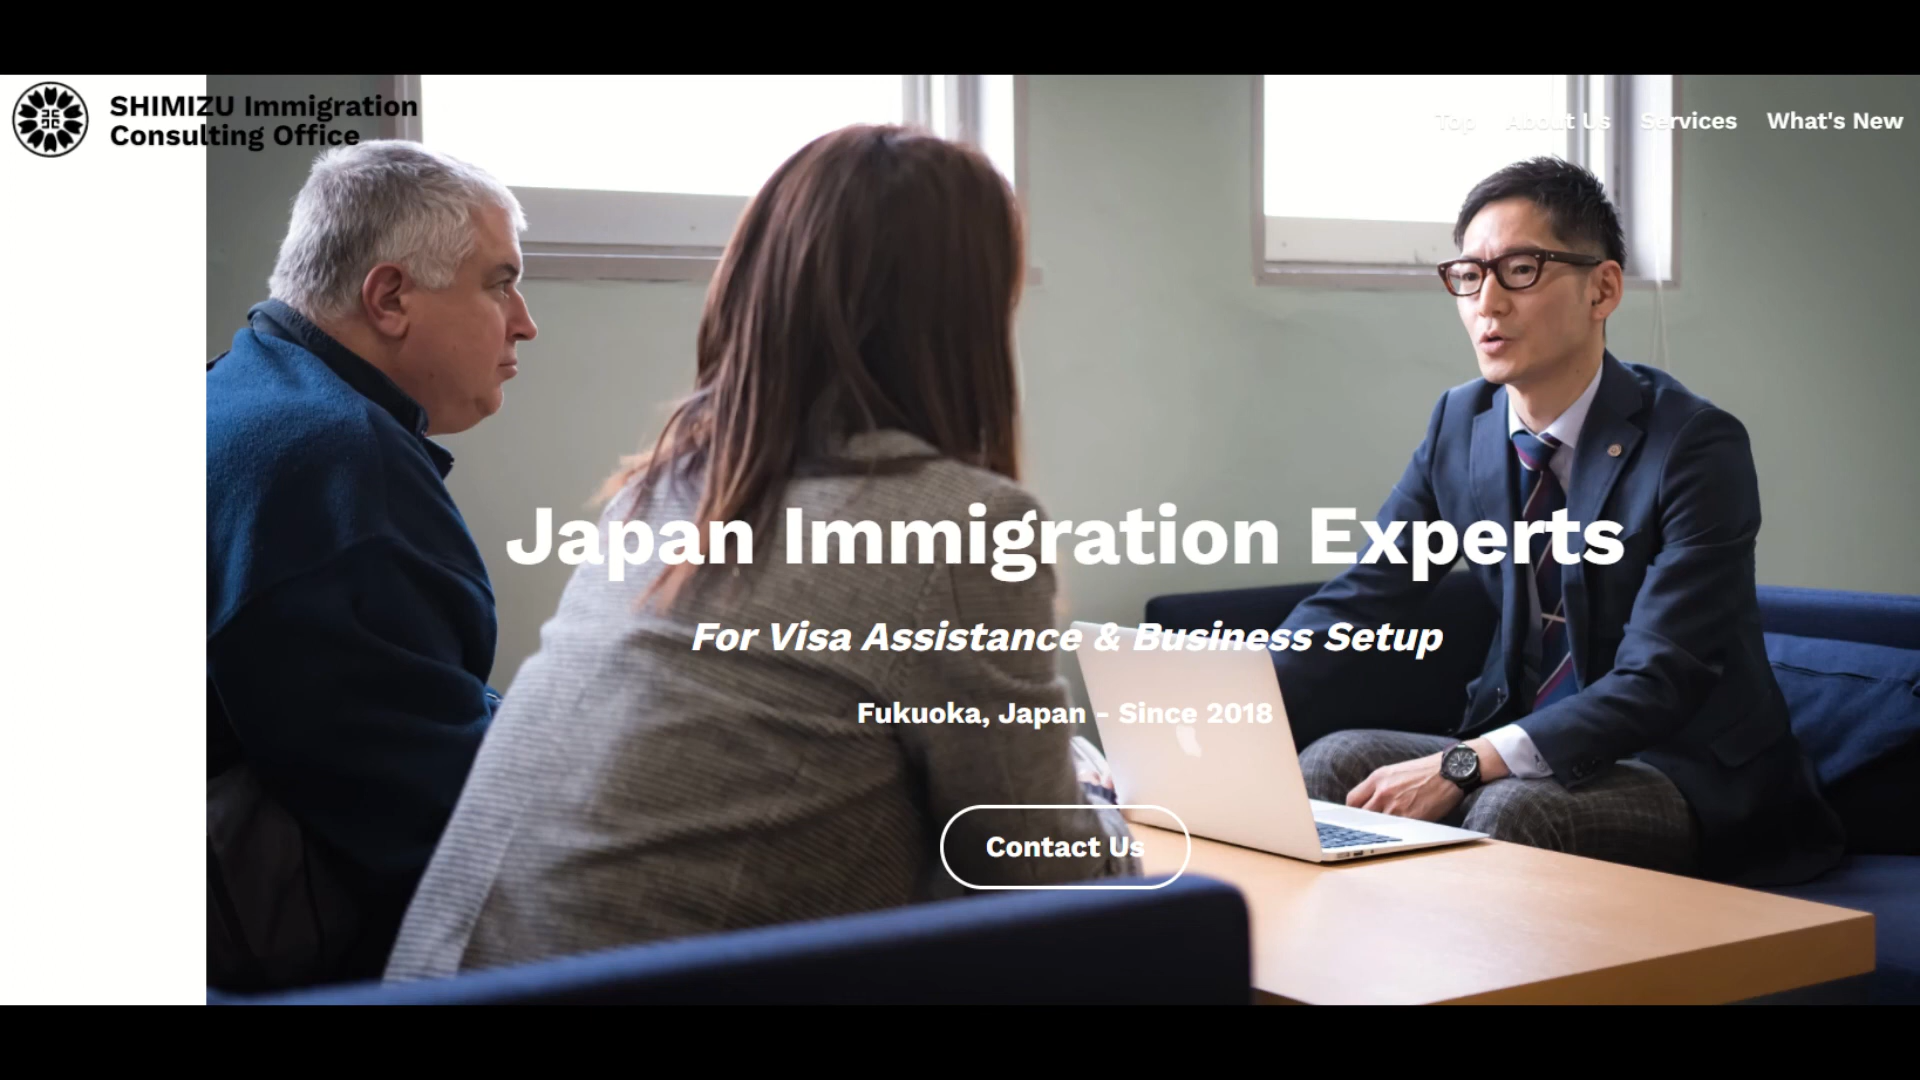 SHIMIZU Immigration
Consulting Office
Top About Us Services What's New
Japan Immigration Experts
For Visa Assistance & Business Setup
Fukuoka, Japan - Since 2018
Contact Us